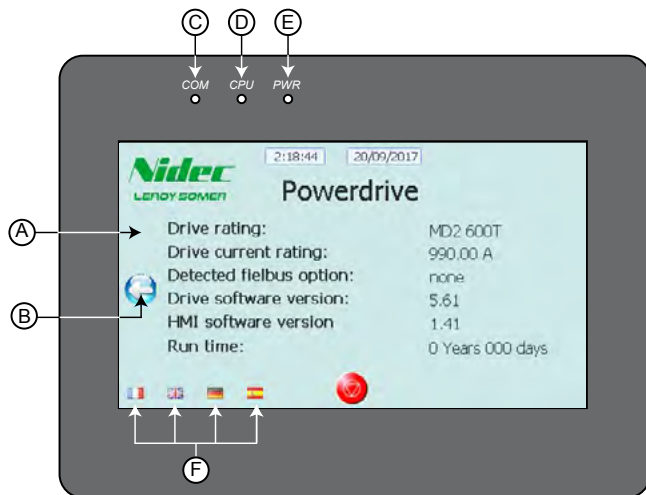 C D E
COM CPU PWR
2:18:44 20/09/2017
Nidec
LEROY SOMER
Powerdrive
A
Drive rating: MD2 600T
Drive current rating: 990.00 A
Detected fielbus option: none
B
Drive software version: 5.61
HMI software version 1.41
Run time: 0 Years 000 days
F